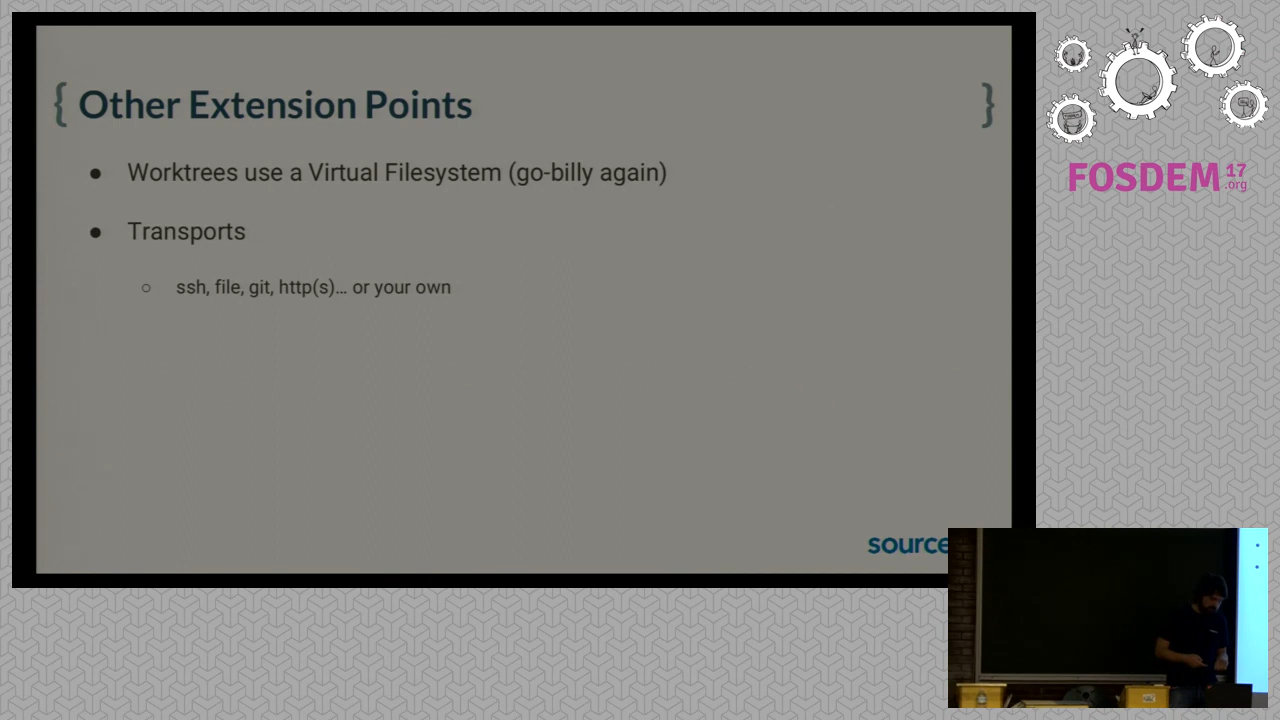 { Other Extension Points }
● Worktrees use a Virtual Filesystem (go-billy again)
● Transports
○ ssh, file, git, http(s)... or your own
source
FOSDEM 17 .org